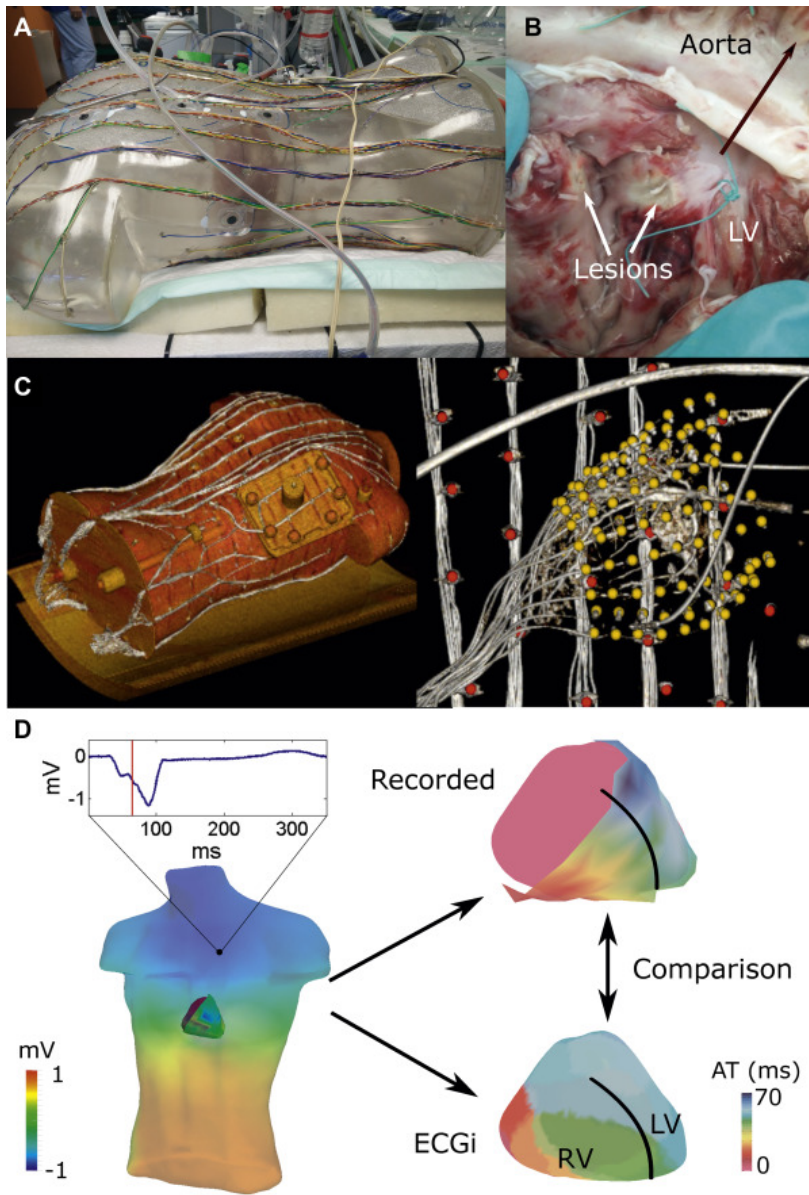 A
B
Aorta
Lesions
LV
C
D
0
mV
-1
100
200
300
ms
Recorded
Comparison
mV
1
-1
ECGi
RV
LV
AT (ms)
70
0